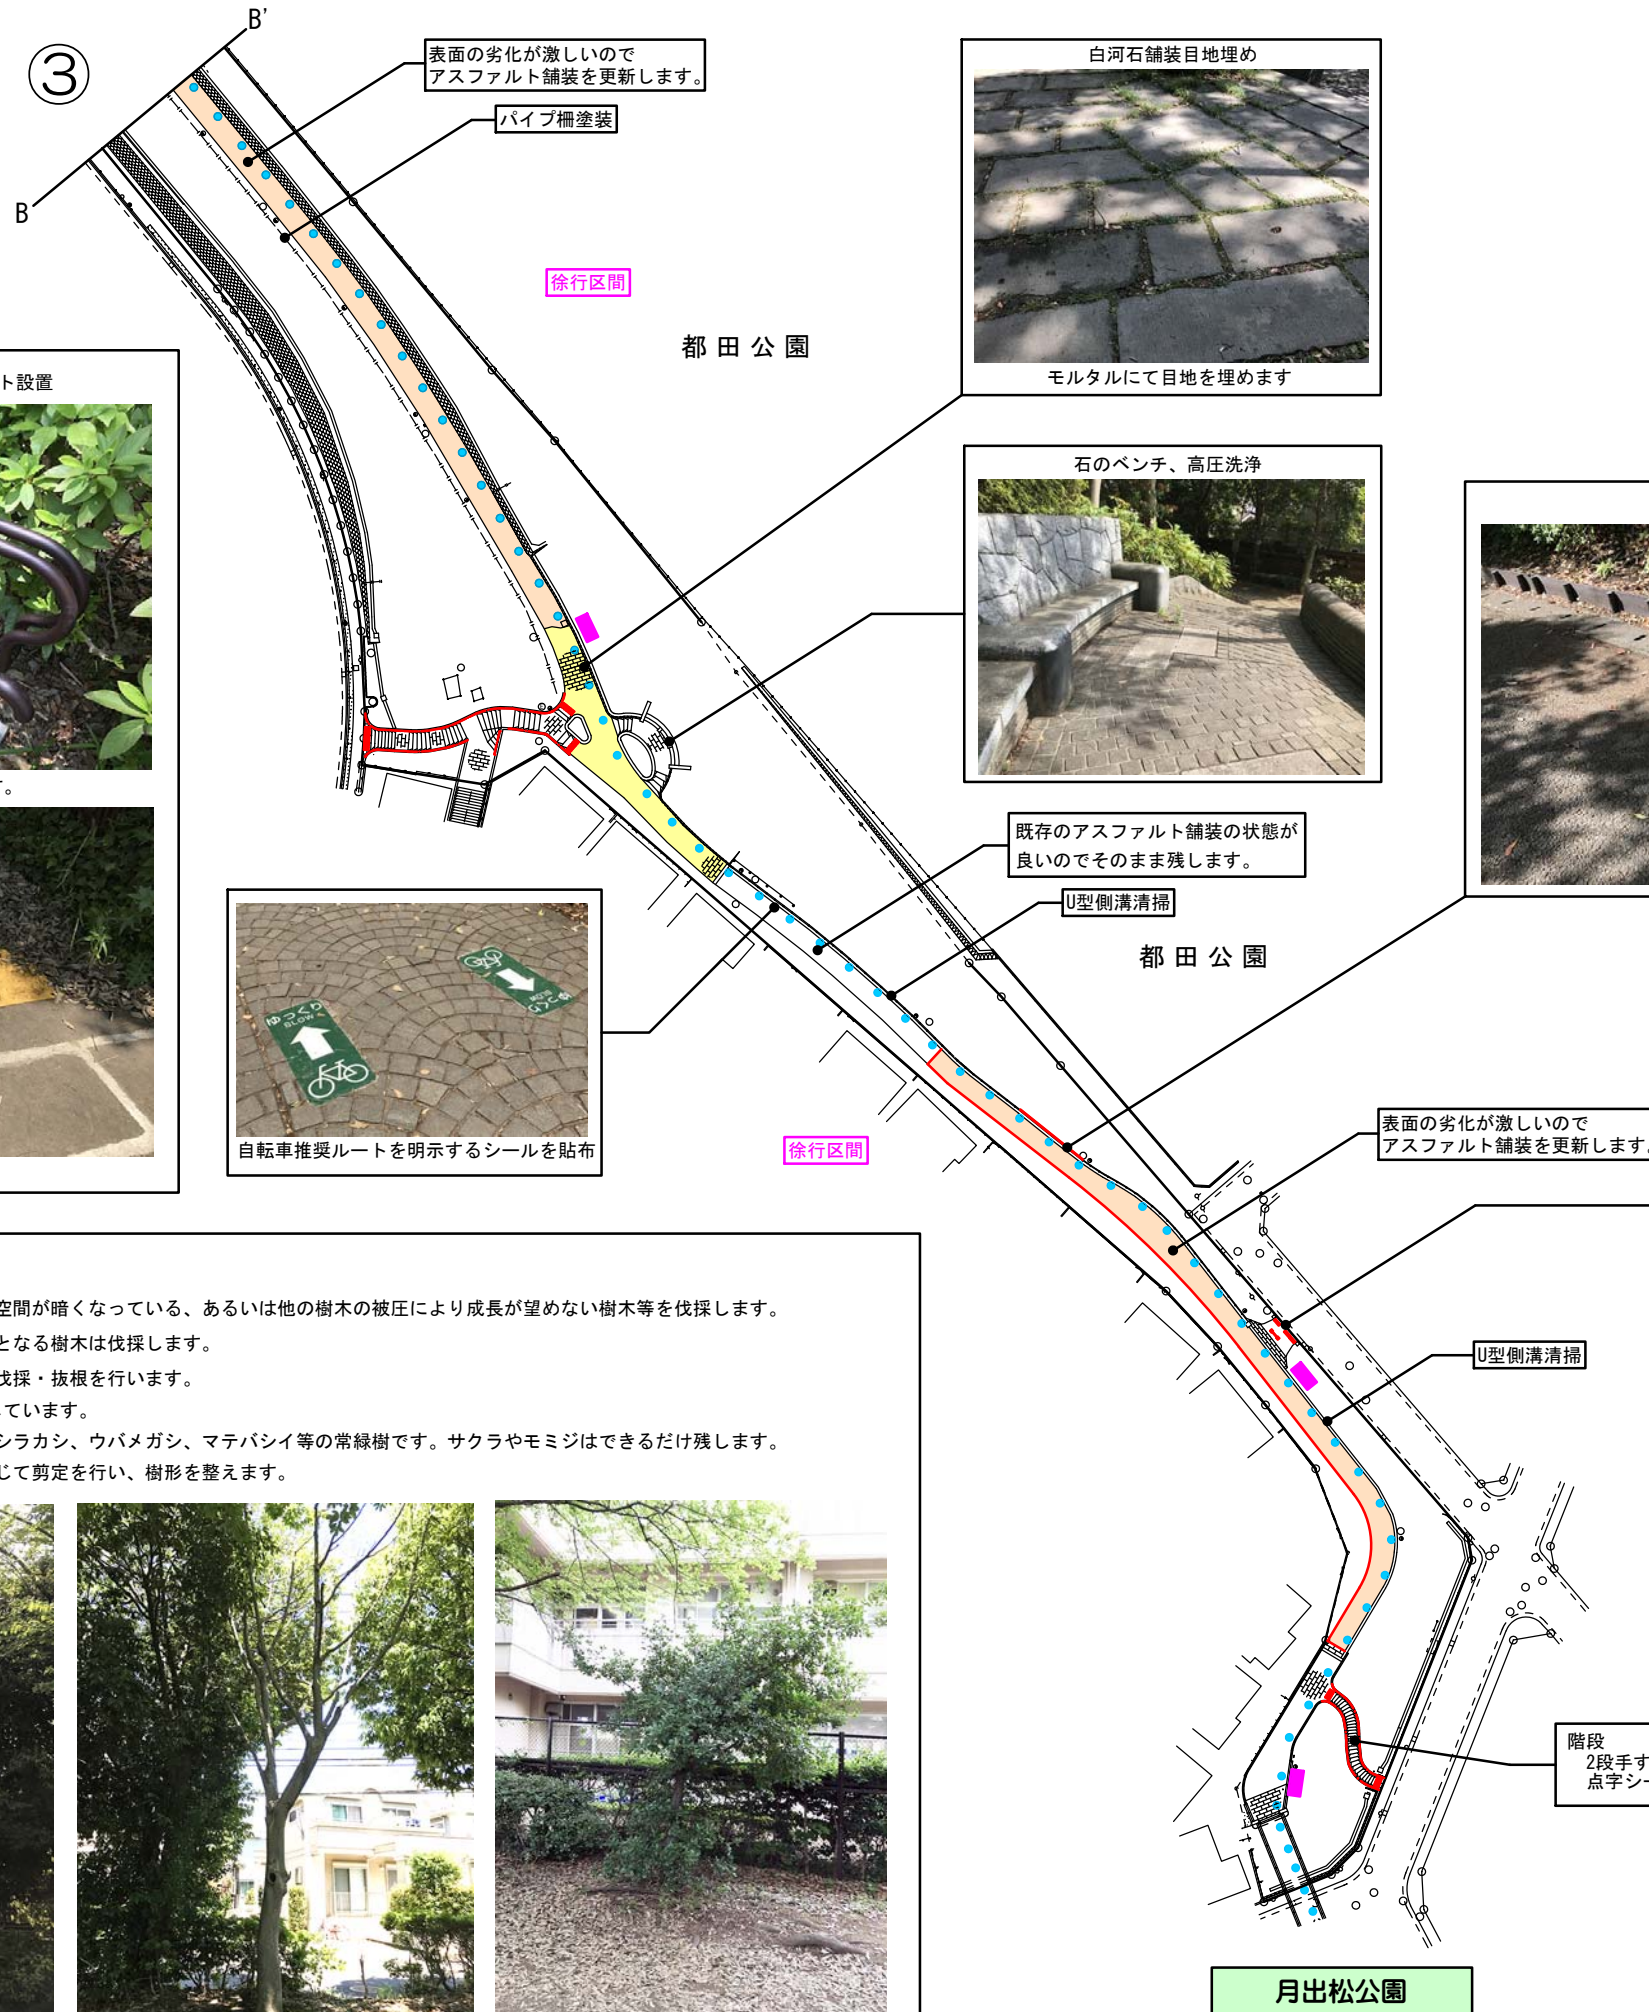 ③
B'
B
表面の劣化が激しいので
アスファルト舗装を更新します。
パイプ柵塗装
徐行区間
都田公園
白河石舗装目地埋め
モルタルにて目地を埋めます
ト設置
す。
石のベンチ、高圧洗浄
既存のアスファルト舗装の状態が
良いのでそのまま残します。
U型側溝清掃
都田公園
ゆっくり
SLOW
ゆっくり
SLOW
自転車推奨ルートを明示するシールを貼布
徐行区間
表面の劣化が激しいので
アスファルト舗装を更新します。
U型側溝清掃
空間が暗くなっている、あるいは他の樹木の被圧により成長が望めない樹木等を伐採します。
となる樹木は伐採します。
伐採・抜根を行います。
しています。
シラカシ、ウバメガシ、マテバシイ等の常緑樹です。サクラやモミジはできるだけ残します。
じて剪定を行い、樹形を整えます。
階段
2段手す
点字シー
月出松公園